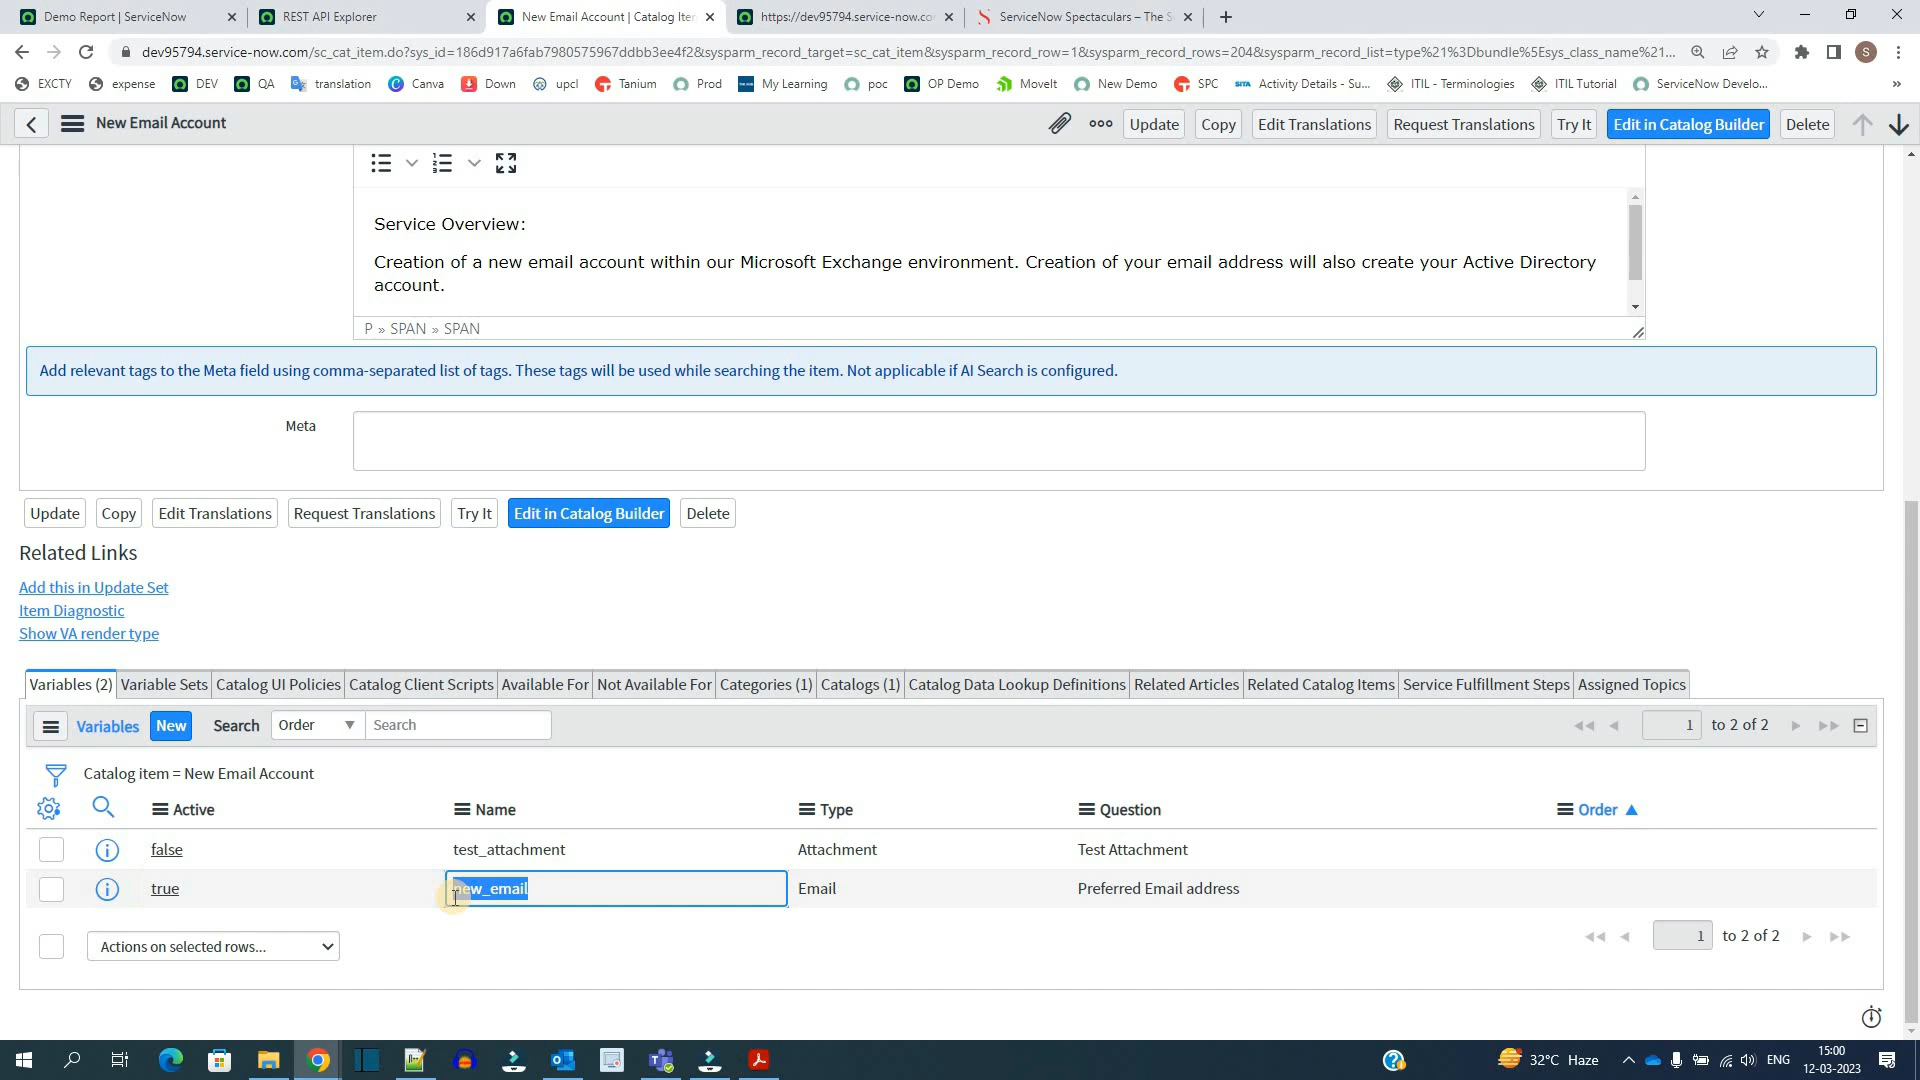 Demo Report | ServiceNow
REST API Explorer
New Email Account | Catalog Iter
https://dev95794.service-now.co
ServiceNow Spectaculars – The S
dev95794.service-now.com/sc_cat_item.do?sys_id=186d917a6fab7980575967ddbb3ee4f2&sysparm_record_target=sc_cat_item&sysparm_record_row=1&sysparm_record_rows=204&sysparm_record_list=type%21%3Dbundle%5Esys_class_name%21...
S
EXCTY expense DEV QA translation Canva Down upcl Tanium Prod My Learning poc OP Demo MoveIt New Demo SPC SITA Activity Details - Su... ITIL - Terminologies ITIL Tutorial ServiceNow Develo... »
New Email Account
Update Copy Edit Translations Request Translations Try It Edit in Catalog Builder Delete
Service Overview:
Creation of a new email account within our Microsoft Exchange environment. Creation of your email address will also create your Active Directory
account.
P » SPAN » SPAN
Add relevant tags to the Meta field using comma-separated list of tags. These tags will be used while searching the item. Not applicable if AI Search is configured.
Meta
Update Copy Edit Translations Request Translations Try It Edit in Catalog Builder Delete
Related Links
Add this in Update Set
Item Diagnostic
Show VA render type
Variables (2) Variable Sets Catalog UI Policies Catalog Client Scripts Available For Not Available For Categories (1) Catalogs (1) Catalog Data Lookup Definitions Related Articles Related Catalog Items Service Fulfillment Steps Assigned Topics
Variables New Search Order Search 1 to 2 of 2
Catalog item = New Email Account
Active Name Type Question Order
false test_attachment Attachment Test Attachment
true new_email Email Preferred Email address
Actions on selected rows... 1 to 2 of 2
32°C Haze ENG 15:00
12-03-2023